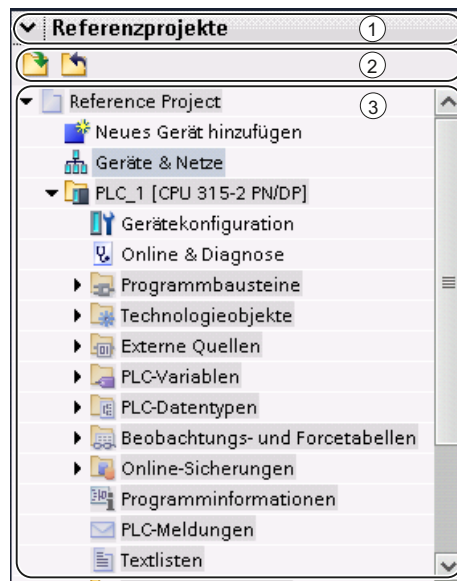 Referenzprojekte
1
2
Reference Project
3
Neues Gerät hinzufügen
Geräte & Netze
PLC_1 [CPU 315-2 PN/DP]
Gerätekonfiguration
Online & Diagnose
Programmbausteine
Technologieobjekte
Externe Quellen
PLC-Variablen
PLC-Datentypen
Beobachtungs- und Forcetabellen
Online-Sicherungen
Programminformationen
PLC-Meldungen
Textlisten